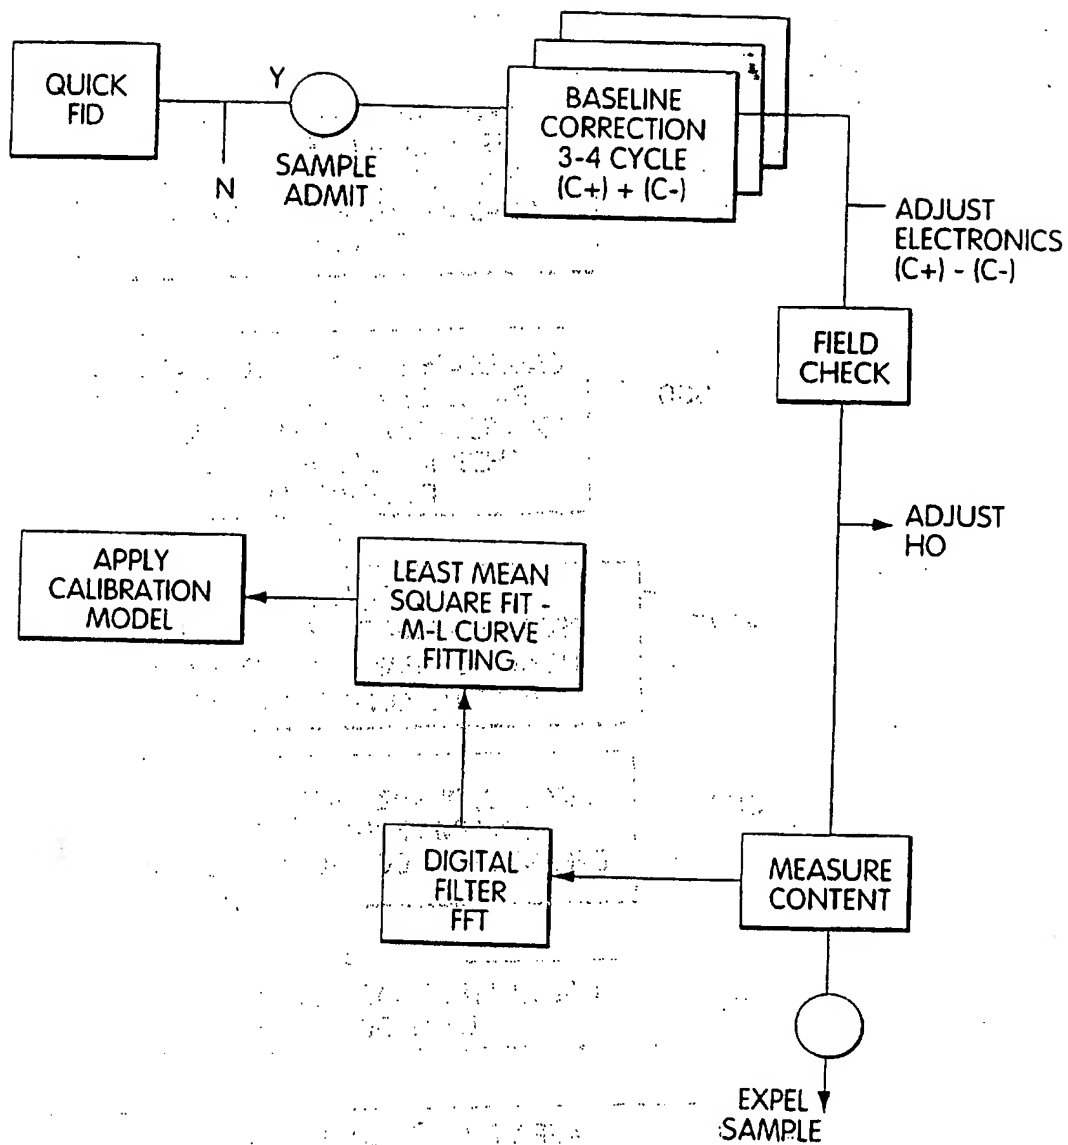 QUICK
FID
Y
N
SAMPLE
ADMIT
BASELINE
CORRECTION
3-4 CYCLE
(C+) + (C-)
ADJUST
ELECTRONICS
(C+) - (C-)
FIELD
CHECK
ADJUST
HO
APPLY
CALIBRATION
MODEL
LEAST MEAN
SQUARE FIT -
M-L CURVE
FITTING
DIGITAL
FILTER
FFT
MEASURE
CONTENT
EXPEL
SAMPLE